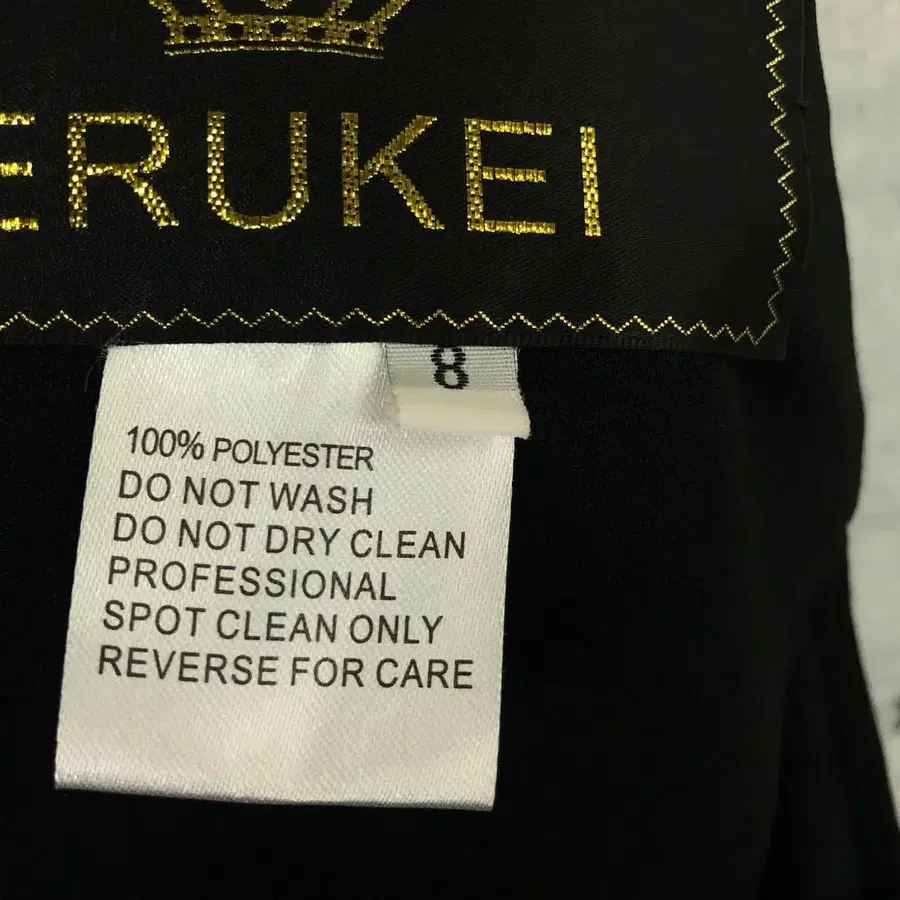 ERUKEI
8
100% POLYESTER
DO NOT WASH
DO NOT DRY CLEAN
PROFESSIONAL
SPOT CLEAN ONLY
REVERSE FOR CARE